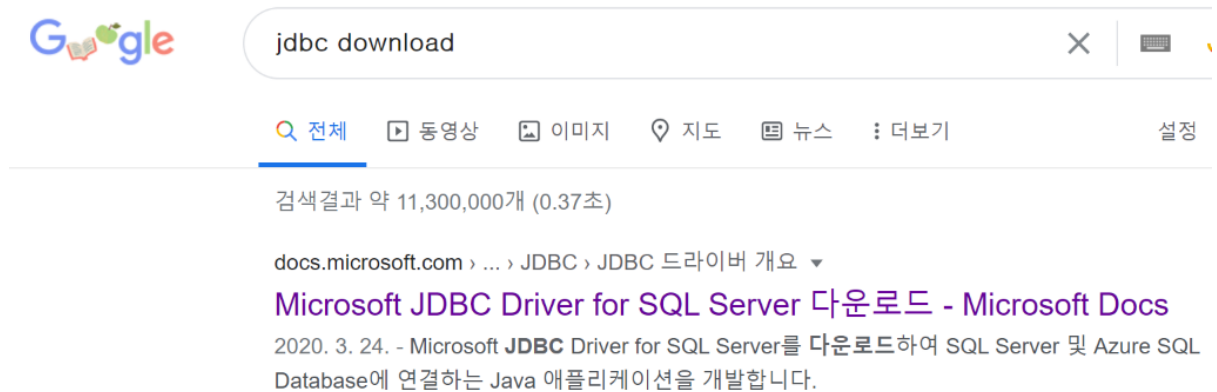 Google
jdbc download
전체 동영상 이미지 지도 뉴스 더보기 설정
검색결과 약 11,300,000개 (0.37초)
docs.microsoft.com › ... › JDBC › JDBC 드라이버 개요
Microsoft JDBC Driver for SQL Server 다운로드 - Microsoft Docs
2020. 3. 24. - Microsoft JDBC Driver for SQL Server를 다운로드하여 SQL Server 및 Azure SQL
Database에 연결하는 Java 애플리케이션을 개발합니다.